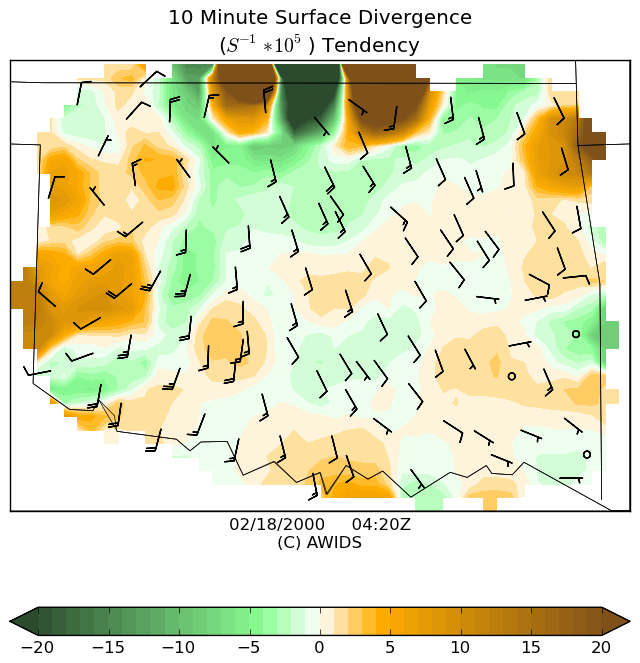 10 Minute Surface Divergence
($S^{-1}*10^{5}$ ) Tendency
02/18/2000 04:20Z
(C) AWIDS
−20 −15 −10 −5 0 5 10 15 20